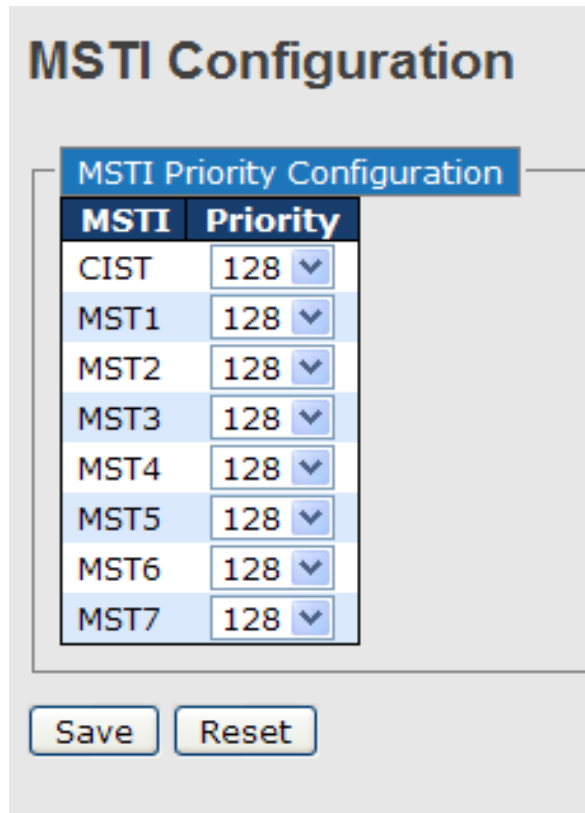 MSTI Configuration
MSTI Priority Configuration
MSTI Priority
CIST 128
MST1 128
MST2 128
MST3 128
MST4 128
MST5 128
MST6 128
MST7 128
Save Reset